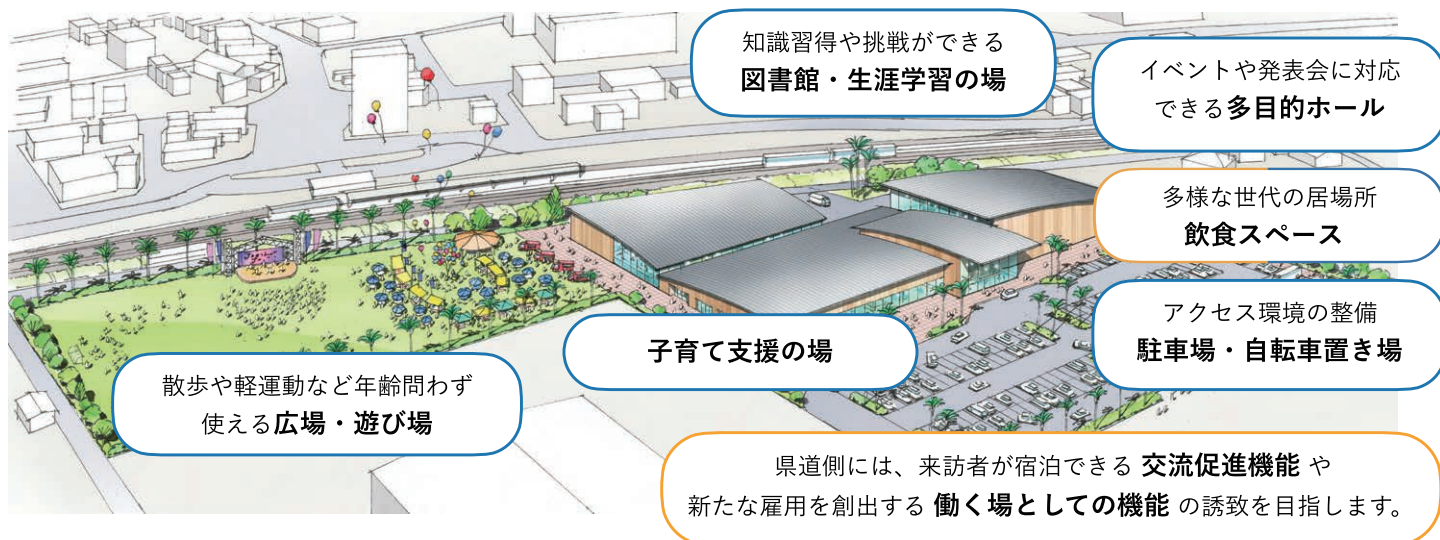 知識習得や挑戦ができる
図書館・生涯学習の場
イベントや発表会に対応
できる多目的ホール
多様な世代の居場所
飲食スペース
アクセス環境の整備
駐車場・自転車置き場
子育て支援の場
散歩や軽運動など年齢問わず
使える広場・遊び場
県道側には、来訪者が宿泊できる 交流促進機能 や
新たな雇用を創出する 働く場としての機能 の誘致を目指します。